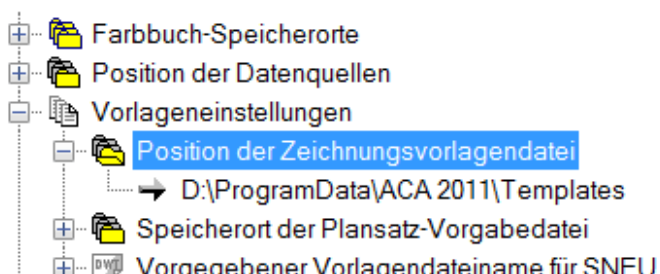 Farbbuch-Speicherorte
Position der Datenquellen
Vorlageneinstellungen
Position der Zeichnungsvorlagendatei
D:\ProgramData\ACA 2011\Templates
Speicherort der Plansatz-Vorgabedatei
Vorgegebener Vorlagendateiname für SNEU